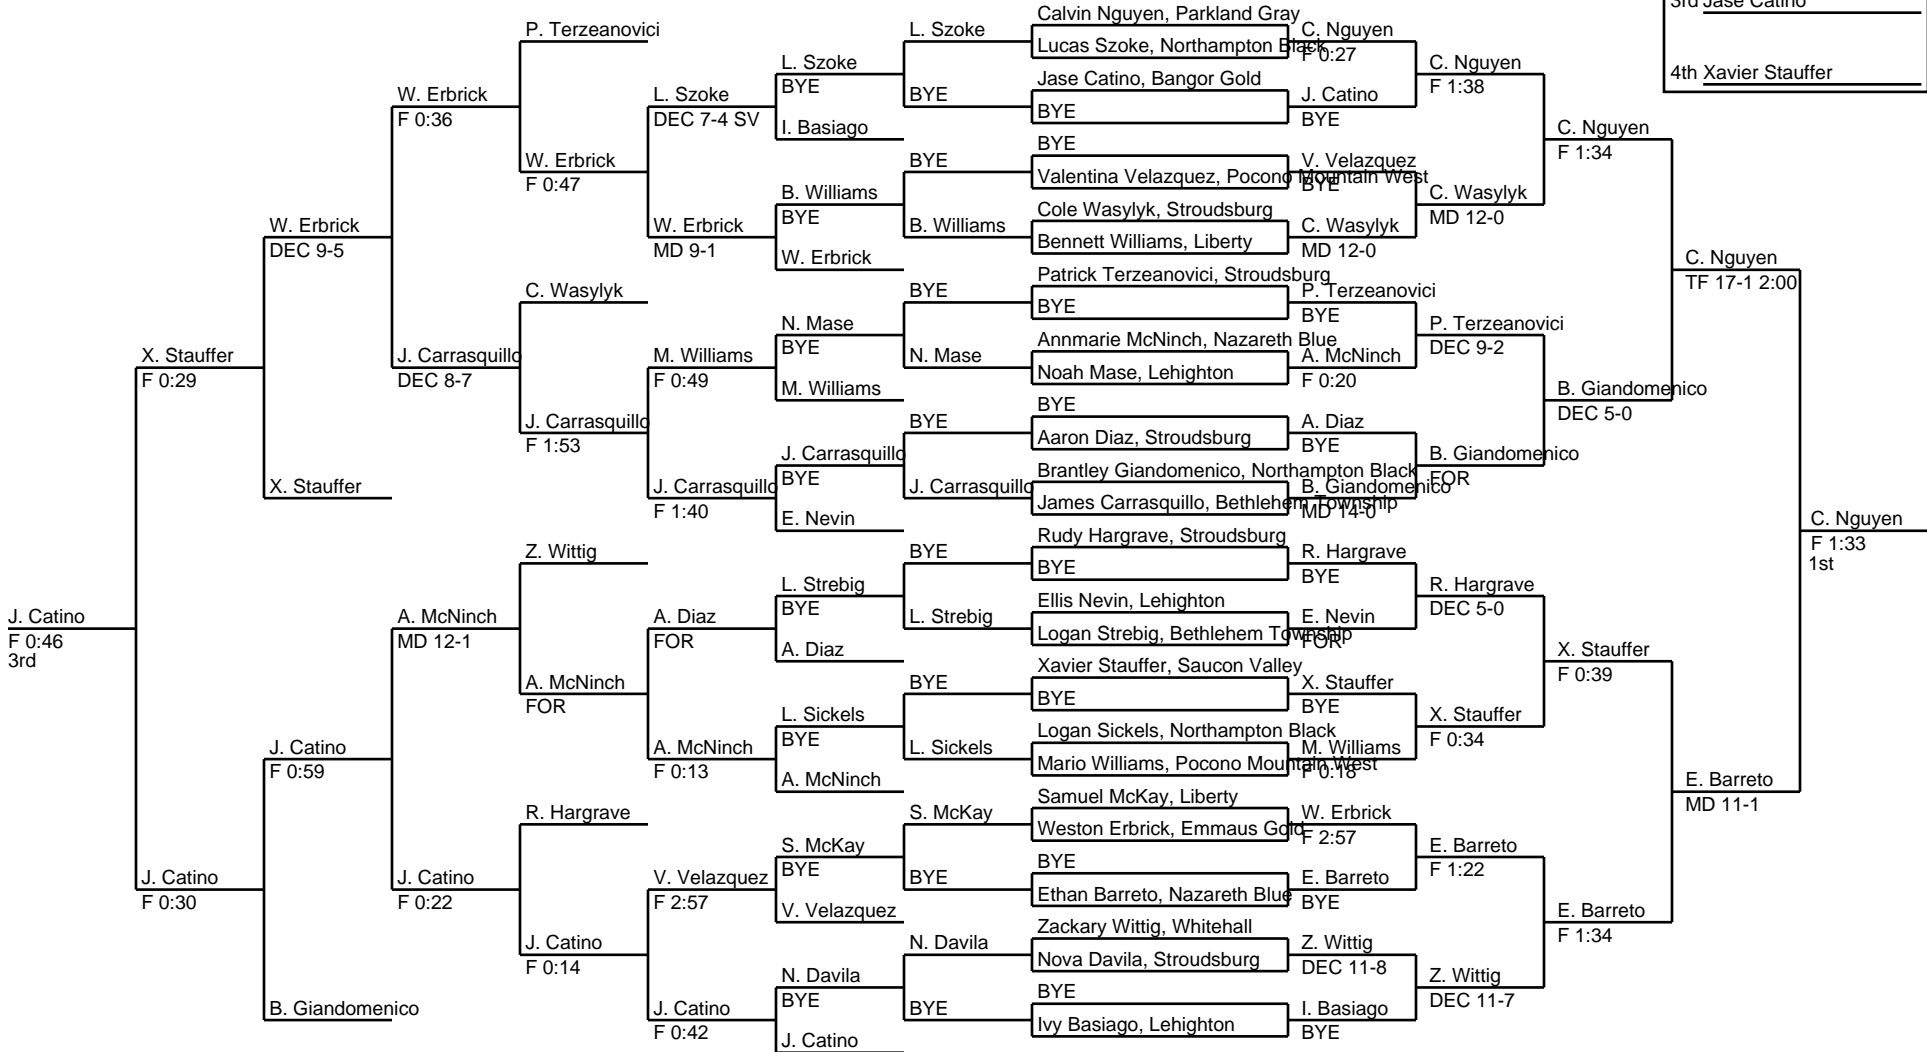 3rd Jase Catino
4th Xavier Stauffer
J. Catino
F 0:46
3rd
X. Stauffer
F 0:29
J. Catino
F 0:30
W. Erbrick
DEC 9-5
X. Stauffer
J. Catino
F 0:59
B. Giandomenico
W. Erbrick
F 0:36
J. Carrasquillo
DEC 8-7
A. McNinch
MD 12-1
J. Catino
F 0:22
P. Terzeanovici
W. Erbrick
F 0:47
C. Wasylyk
J. Carrasquillo
F 1:53
Z. Wittig
A. McNinch
FOR
R. Hargrave
J. Catino
F 0:14
L. Szoke
DEC 7-4 SV
W. Erbrick
MD 9-1
M. Williams
F 0:49
J. Carrasquillo
F 1:40
A. Diaz
FOR
A. McNinch
F 0:13
V. Velazquez
F 2:57
J. Catino
F 0:42
L. Szoke
BYE
I. Basiago
B. Williams
BYE
W. Erbrick
N. Mase
BYE
M. Williams
J. Carrasquillo
BYE
E. Nevin
L. Strebig
BYE
A. Diaz
L. Sickels
BYE
A. McNinch
S. McKay
BYE
V. Velazquez
N. Davila
BYE
J. Catino
L. Szoke
BYE
BYE
B. Williams
BYE
N. Mase
BYE
J. Carrasquillo
BYE
L. Strebig
BYE
L. Sickels
S. McKay
BYE
N. Davila
BYE
Calvin Nguyen, Parkland Gray
Lucas Szoke, Northampton Black
Jase Catino, Bangor Gold
BYE
BYE
Valentina Velazquez, Pocono Mountain West
Cole Wasylyk, Stroudsburg
Bennett Williams, Liberty
Patrick Terzeanovici, Stroudsburg
BYE
Annmarie McNinch, Nazareth Blue
Noah Mase, Lehighton
BYE
Aaron Diaz, Stroudsburg
Brantley Giandomenico, Northampton Black
James Carrasquillo, Bethlehem Township
Rudy Hargrave, Stroudsburg
BYE
Ellis Nevin, Lehighton
Logan Strebig, Bethlehem Township
Xavier Stauffer, Saucon Valley
BYE
Logan Sickels, Northampton Black
Mario Williams, Pocono Mountain West
Samuel McKay, Liberty
Weston Erbrick, Emmaus Gold
BYE
Ethan Barreto, Nazareth Blue
Zackary Wittig, Whitehall
Nova Davila, Stroudsburg
BYE
Ivy Basiago, Lehighton
C. Nguyen
F 0:27
J. Catino
BYE
V. Velazquez
BYE
C. Wasylyk
MD 12-0
P. Terzeanovici
BYE
A. McNinch
F 0:20
A. Diaz
BYE
B. Giandomenico
MD 14-0
R. Hargrave
BYE
E. Nevin
FOR
X. Stauffer
BYE
M. Williams
F 0:18
W. Erbrick
F 2:57
E. Barreto
BYE
Z. Wittig
DEC 11-8
I. Basiago
BYE
C. Nguyen
F 1:38
C. Wasylyk
MD 12-0
P. Terzeanovici
DEC 9-2
B. Giandomenico
FOR
R. Hargrave
DEC 5-0
X. Stauffer
F 0:34
E. Barreto
F 1:22
Z. Wittig
DEC 11-7
C. Nguyen
F 1:34
B. Giandomenico
DEC 5-0
X. Stauffer
F 0:39
E. Barreto
F 1:34
C. Nguyen
TF 17-1 2:00
E. Barreto
MD 11-1
C. Nguyen
F 1:33
1st